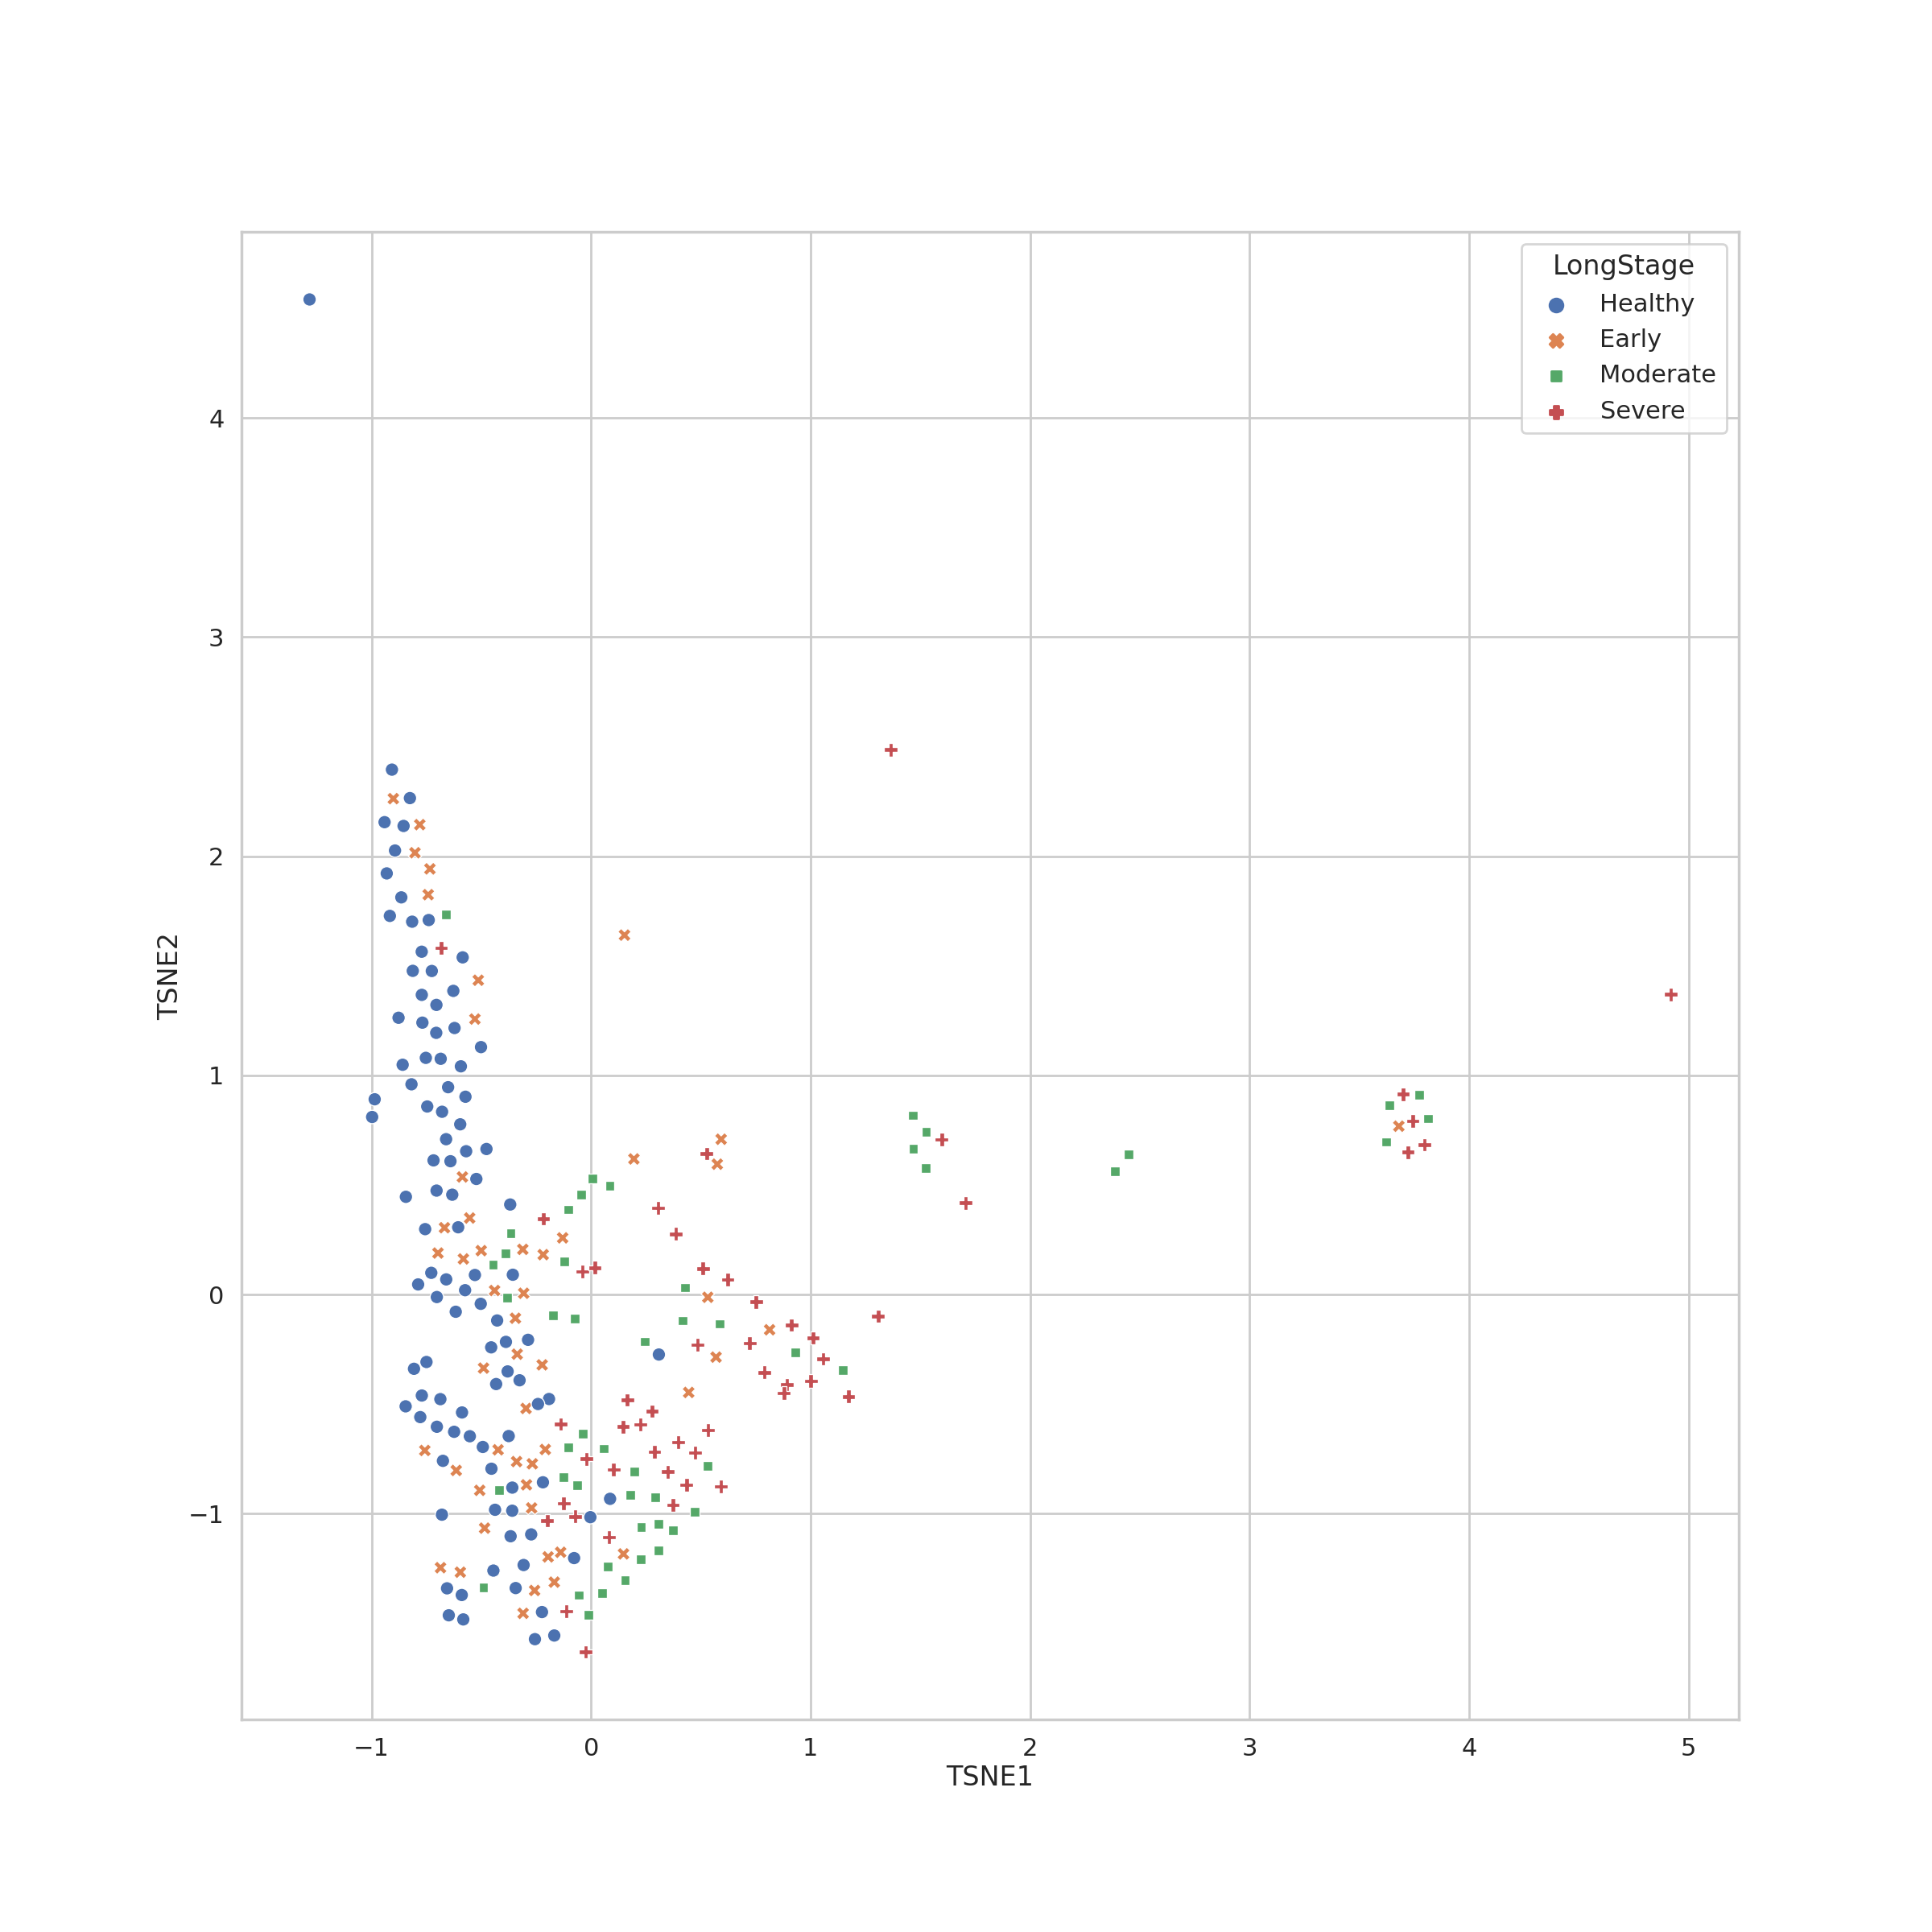 LongStage
Healthy
Early
Moderate
Severe
4
3
2
1
0
−1
TSNE2
−1 0 1 2 3 4 5
TSNE1